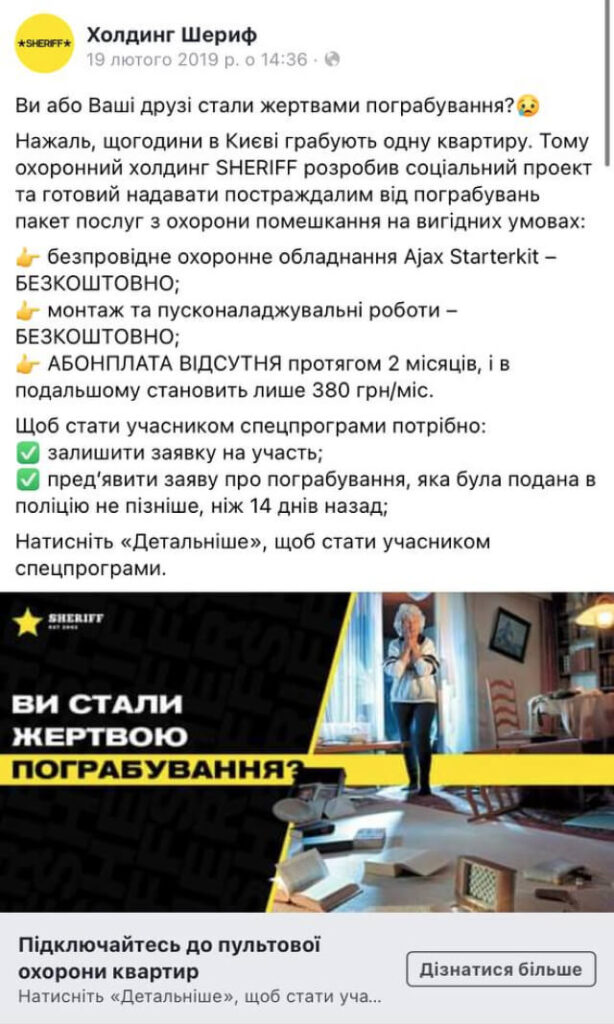 ★SHERIFF★
Холдинг Шериф
19 лютого 2019 р. о 14:36 ·
Ви або Ваші друзі стали жертвами пограбування?😥
Нажаль, щогодини в Києві грабують одну квартиру. Тому
охоронний холдинг SHERIFF розробив соціальний проект
та готовий надавати постраждалим від пограбувань
пакет послуг з охорони помешкання на вигідних умовах:
👉 безпровідне охоронне обладнання Ajax Starterkit –
БЕЗКОШТОВНО;
👉 монтаж та пусконаладжувальні роботи –
БЕЗКОШТОВНО;
👉 АБОНПЛАТА ВІДСУТНЯ протягом 2 місяців, і в
подальшому становить лише 380 грн/міс.
Щоб стати учасником спецпрограми потрібно:
✅ залишити заявку на участь;
✅ пред’явити заяву про пограбування, яка була подана в
поліцію не пізніше, ніж 14 днів назад;
Натисніть «Детальніше», щоб стати учасником
спецпрограми.
SHERIFF
ВИ СТАЛИ
ЖЕРТВОЮ
ПОГРАБУВАННЯ?
Підключайтесь до пультової
охорони квартир
Натисніть «Детальніше», щоб стати уча...
Дізнатися більше